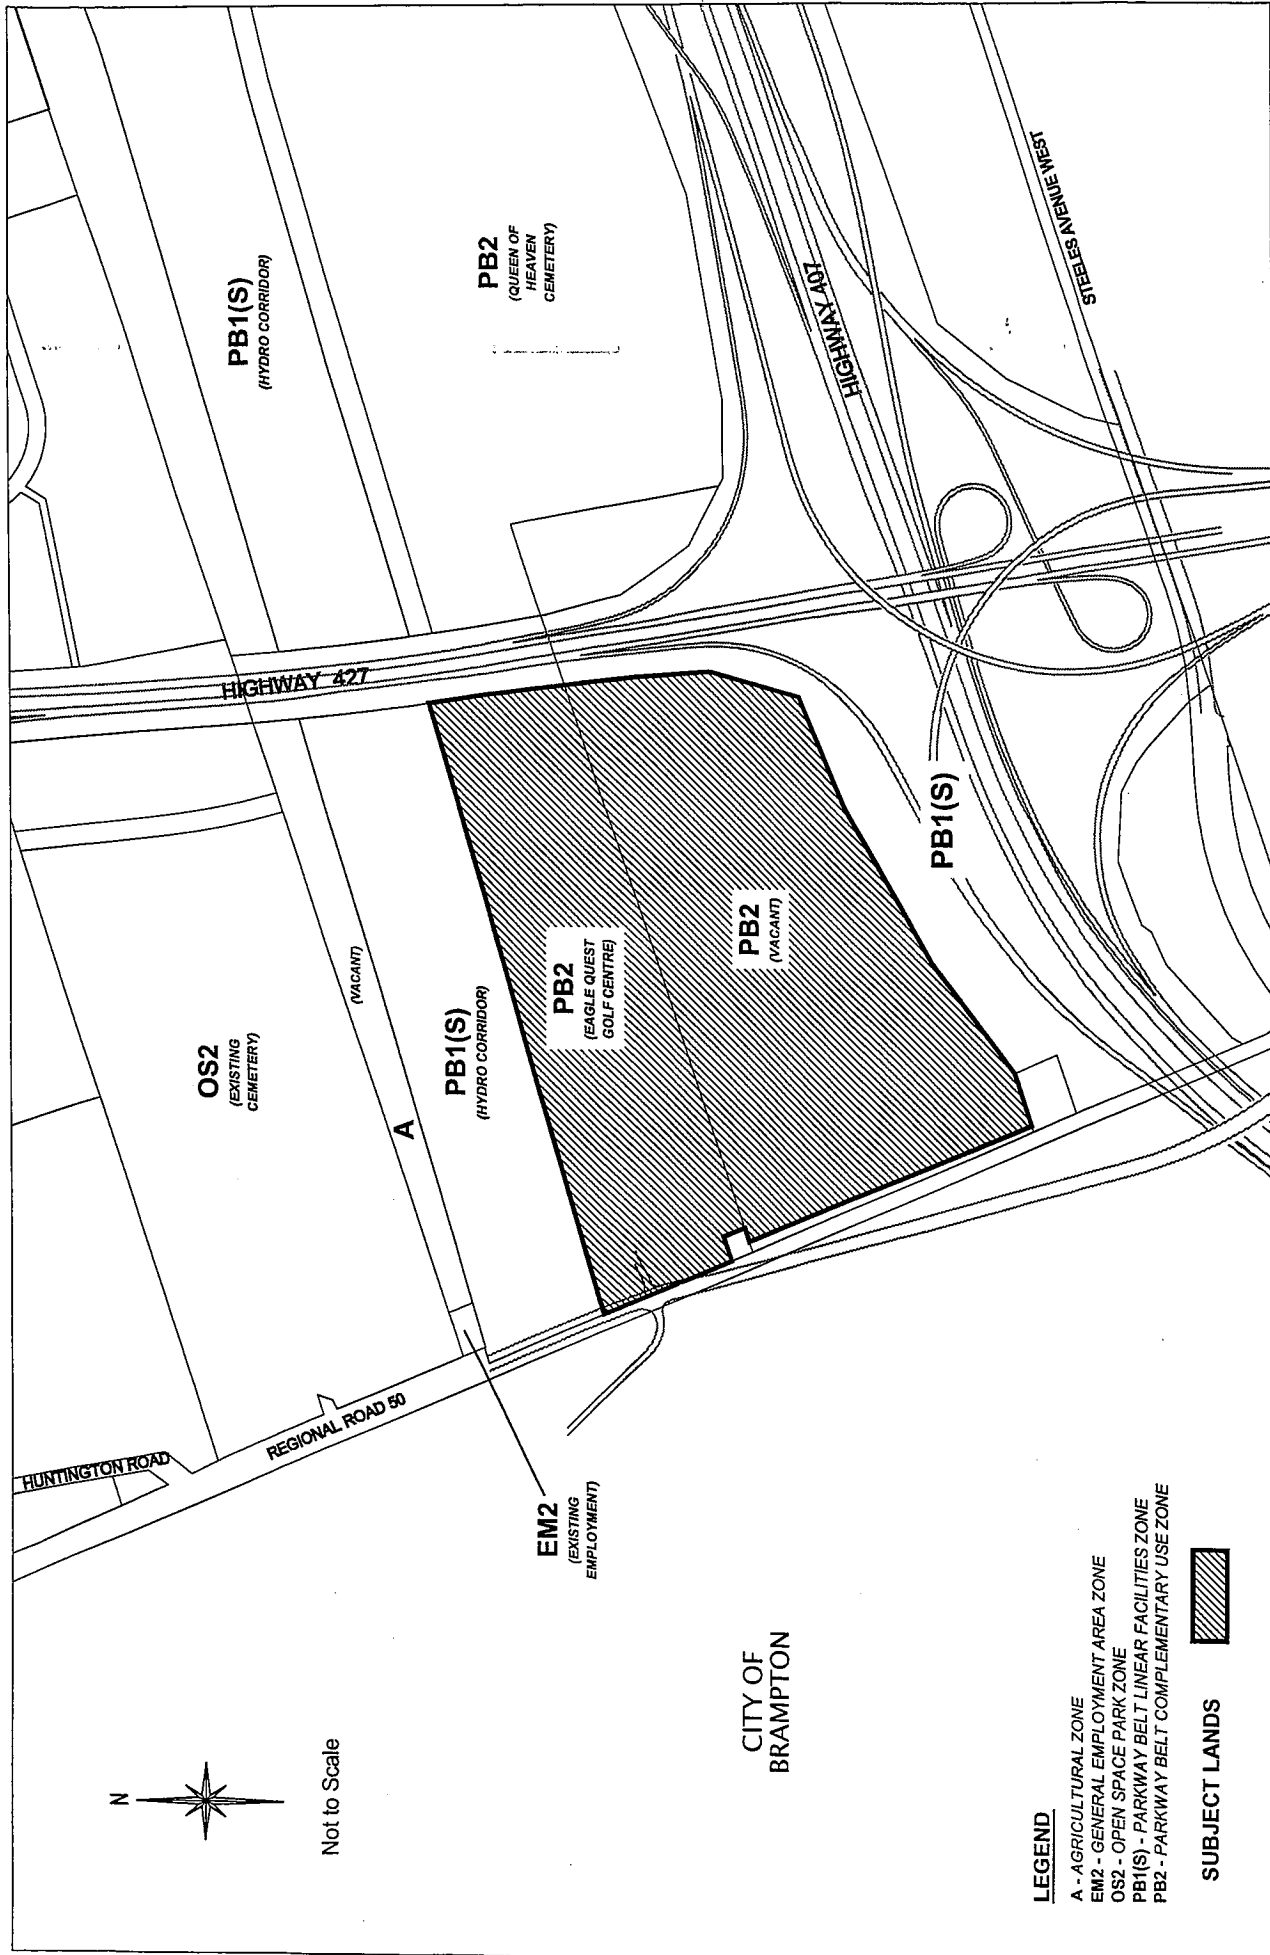 N
Not to Scale
HUNTINGTON ROAD
REGIONAL ROAD 50
OS2
(EXISTING
CEMETERY)
(VACANT)
A
HIGHWAY 427
PB1(S)
(HYDRO CORRIDOR)
PB2
(QUEEN OF
HEAVEN
CEMETERY)
EM2
(EXISTING
EMPLOYMENT)
PB1(S)
(HYDRO CORRIDOR)
PB2
(EAGLE QUEST
GOLF CENTRE)
PB2
(VACANT)
PB1(S)
HIGHWAY 407
STEELES AVENUE WEST
CITY OF
BRAMPTON
LEGEND
A - AGRICULTURAL ZONE
EM2 - GENERAL EMPLOYMENT AREA ZONE
OS2 - OPEN SPACE PARK ZONE
PB1(S) - PARKWAY BELT LINEAR FACILITIES ZONE
PB2 - PARKWAY BELT COMPLEMENTARY USE ZONE
SUBJECT LANDS